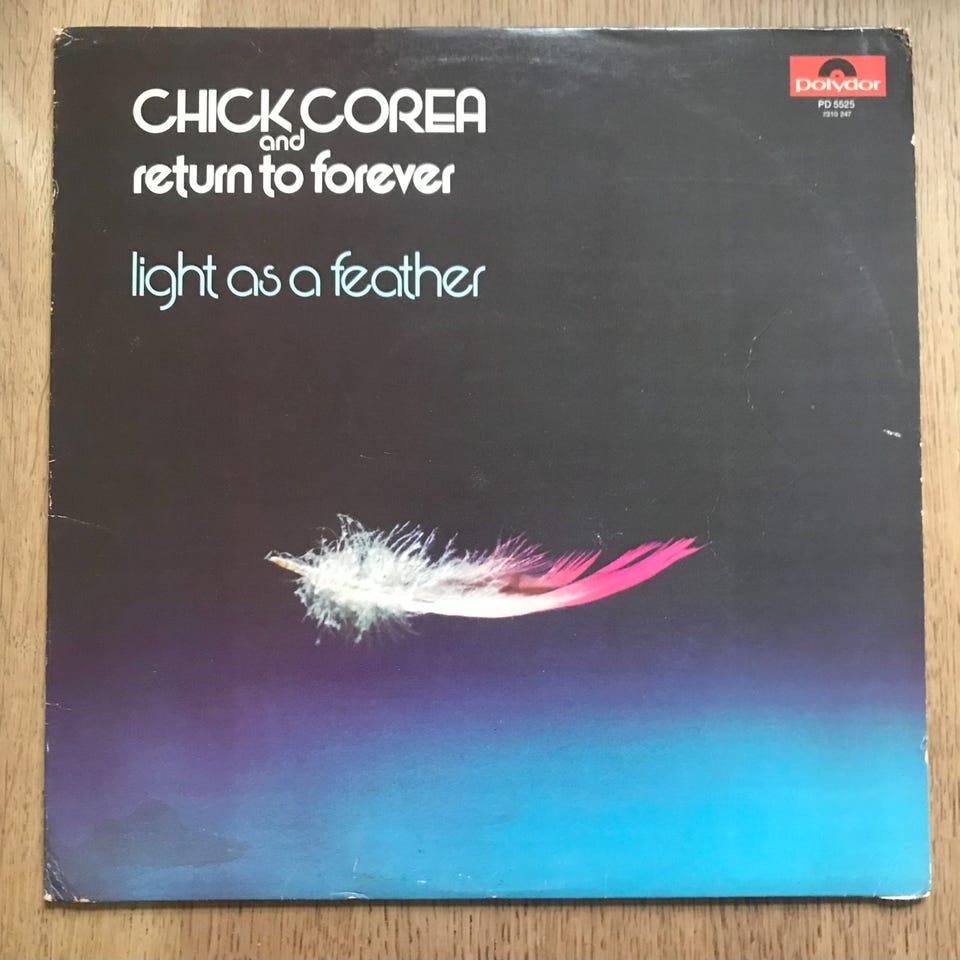 CHICK COREA
and
return to forever
light as a feather
polydor
PD 5525
2310 247